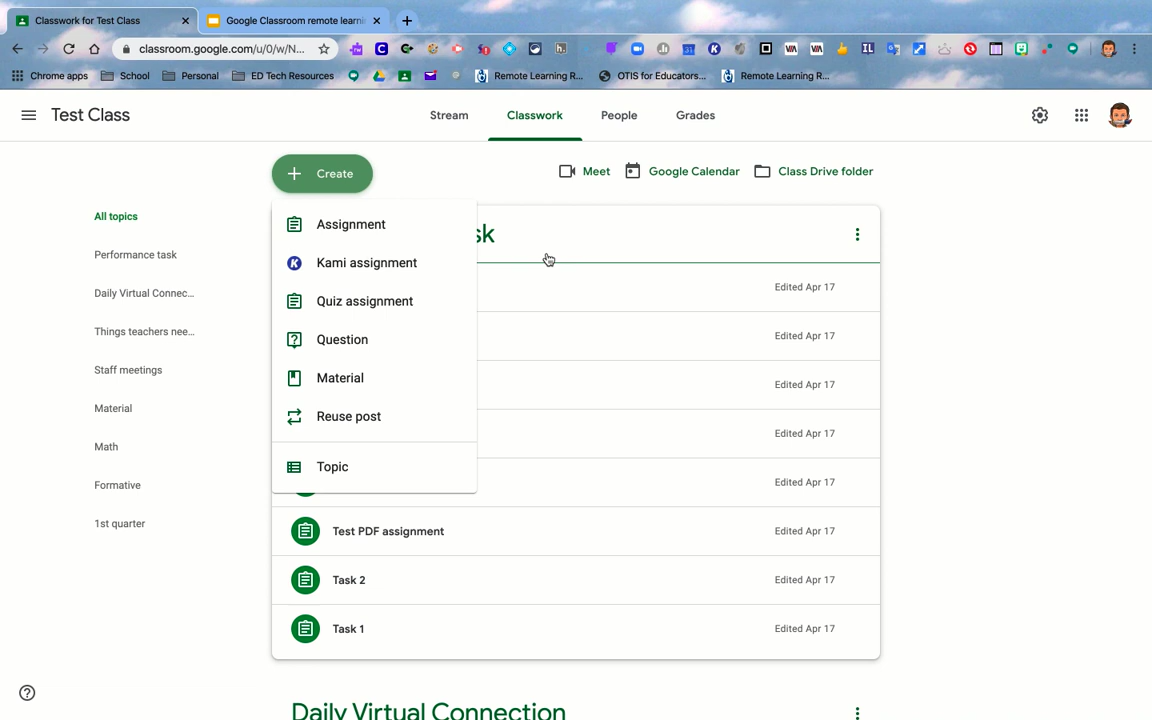 Classwork for Test Class
Google Classroom remote learni
classroom.google.com/u/0/w/N...
Chrome apps
School
Personal
ED Tech Resources
Remote Learning R...
OTIS for Educators...
Remote Learning R...
Test Class
Stream
Classwork
People
Grades
Create
Meet
Google Calendar
Class Drive folder
All topics
Performance task
Daily Virtual Connec...
Things teachers nee...
Staff meetings
Material
Math
Formative
1st quarter
Assignment
Kami assignment
Quiz assignment
Question
Material
Reuse post
Topic
sk
Edited Apr 17
Edited Apr 17
Edited Apr 17
Edited Apr 17
Edited Apr 17
Test PDF assignment
Edited Apr 17
Task 2
Edited Apr 17
Task 1
Edited Apr 17
Daily Virtual Connection